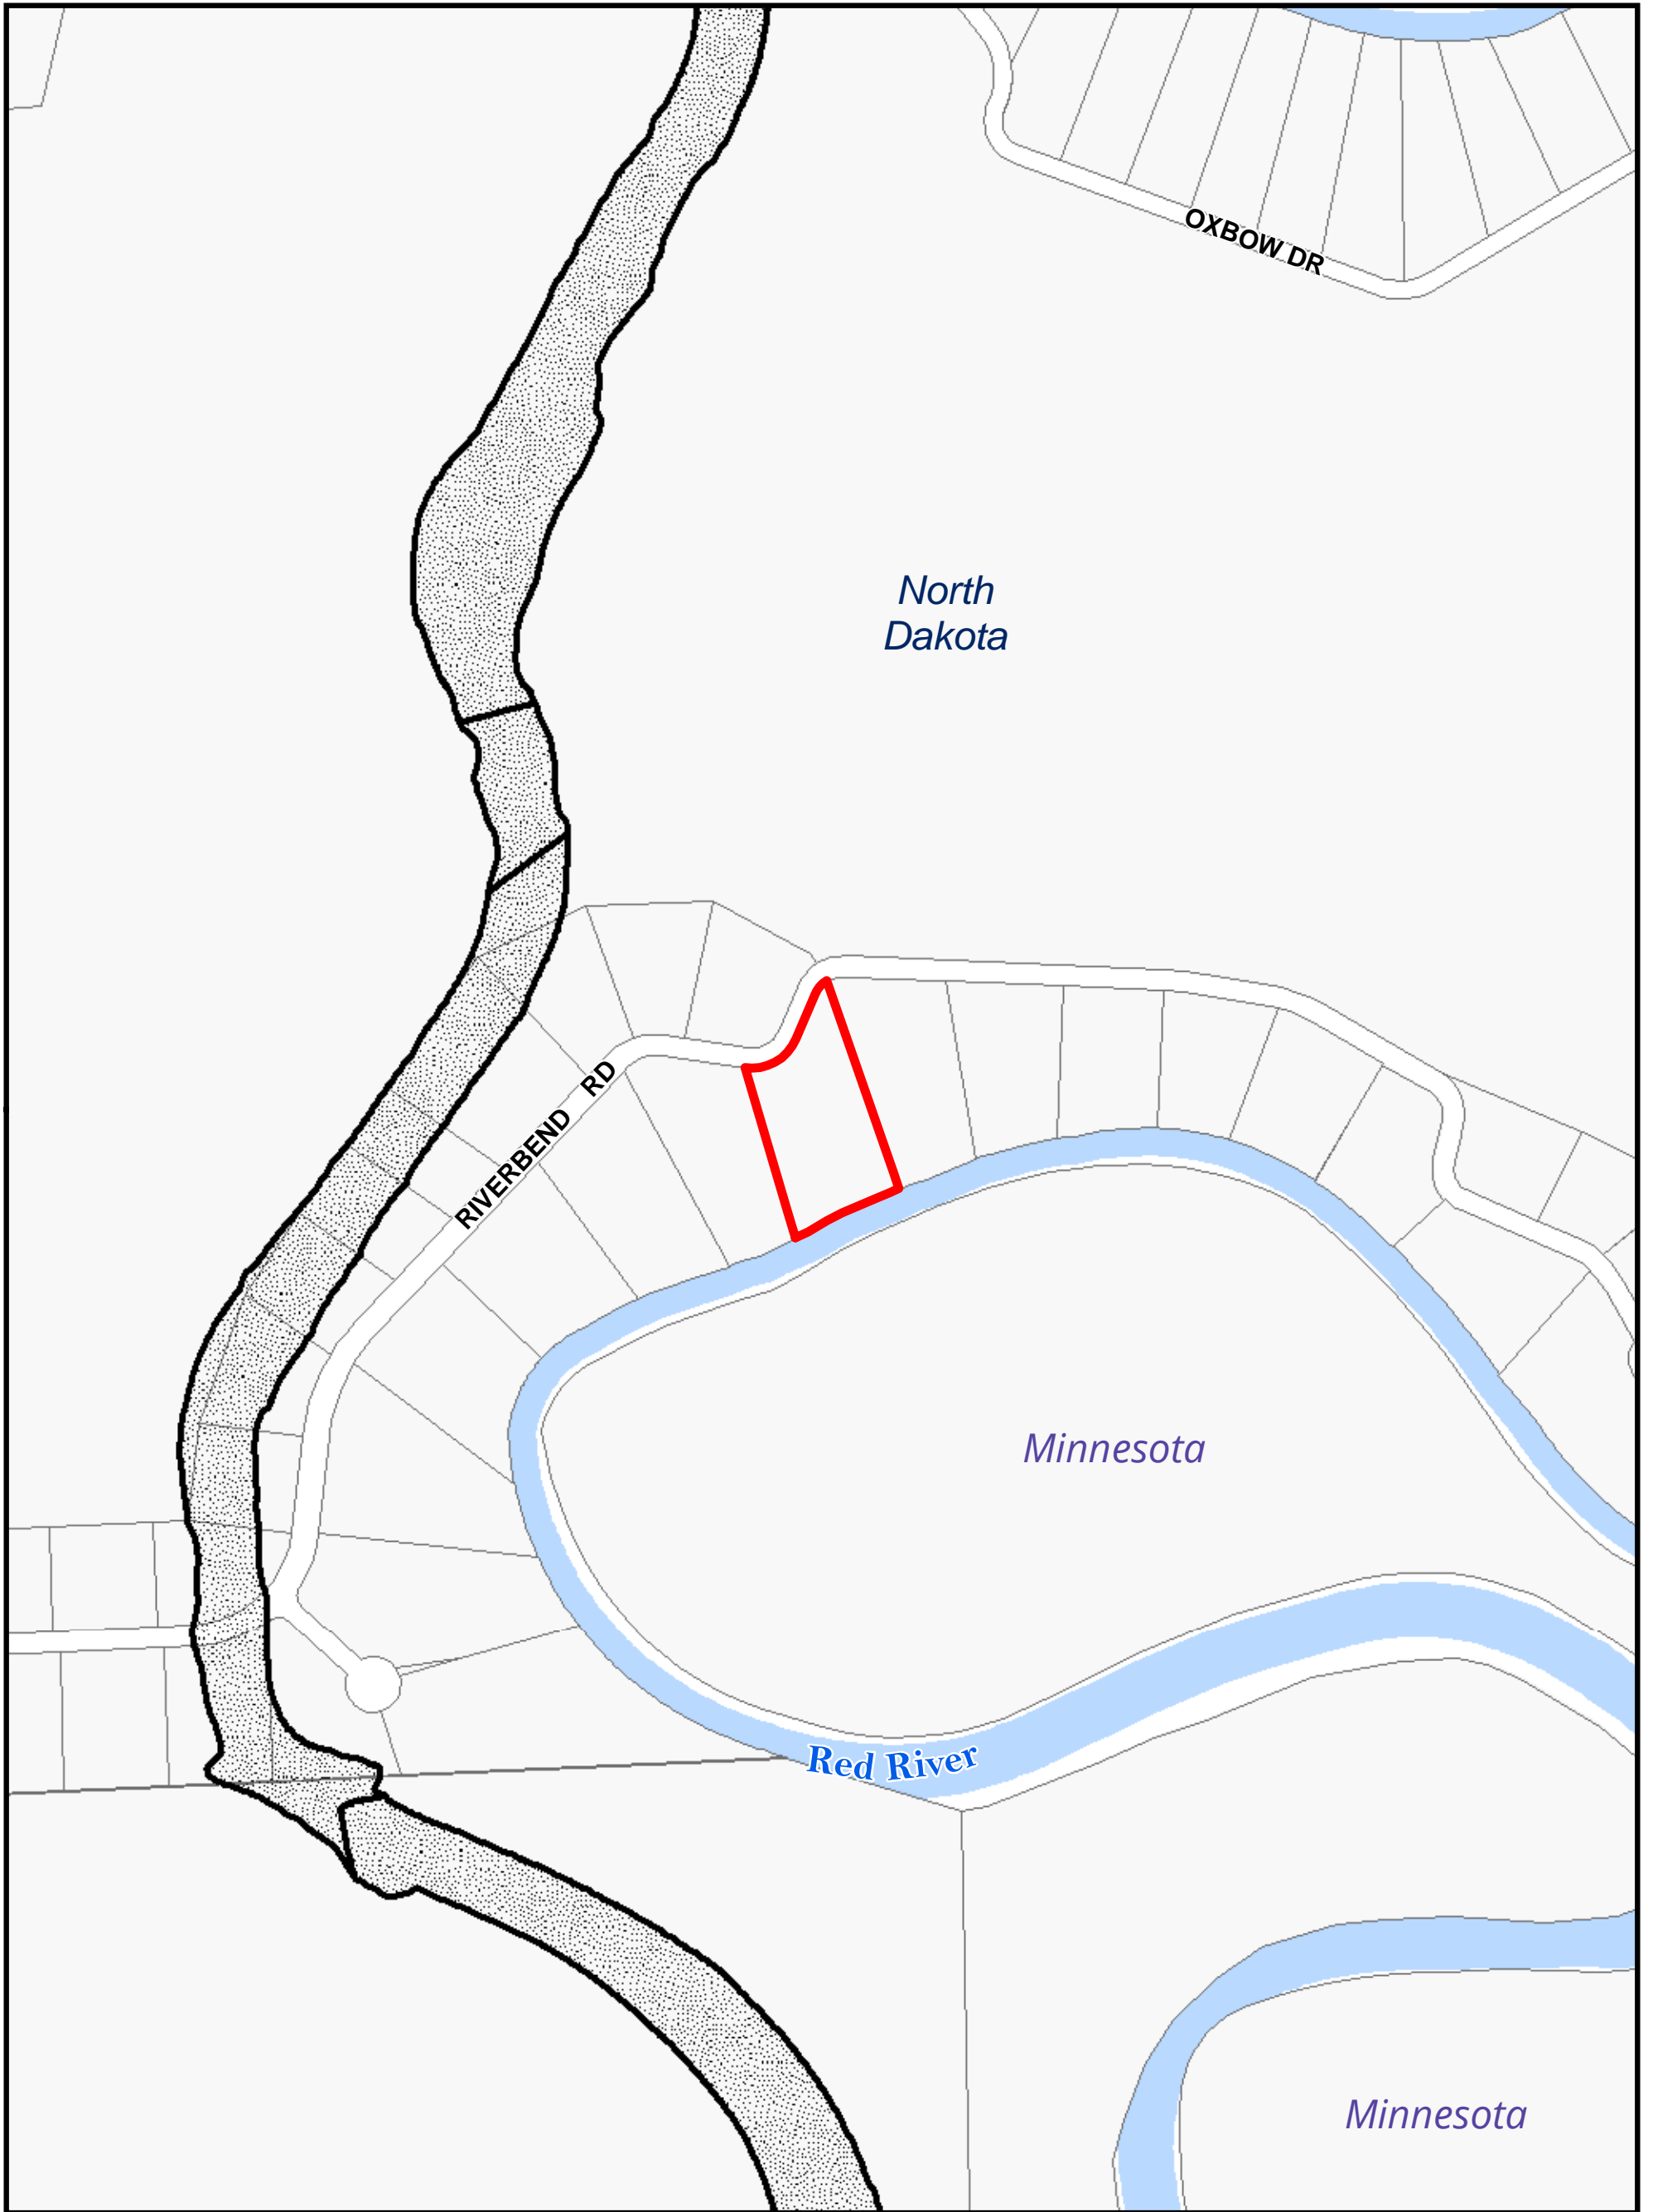 OXBOW DR
North
Dakota
RIVERBEND RD
Minnesota
Red River
Minnesota